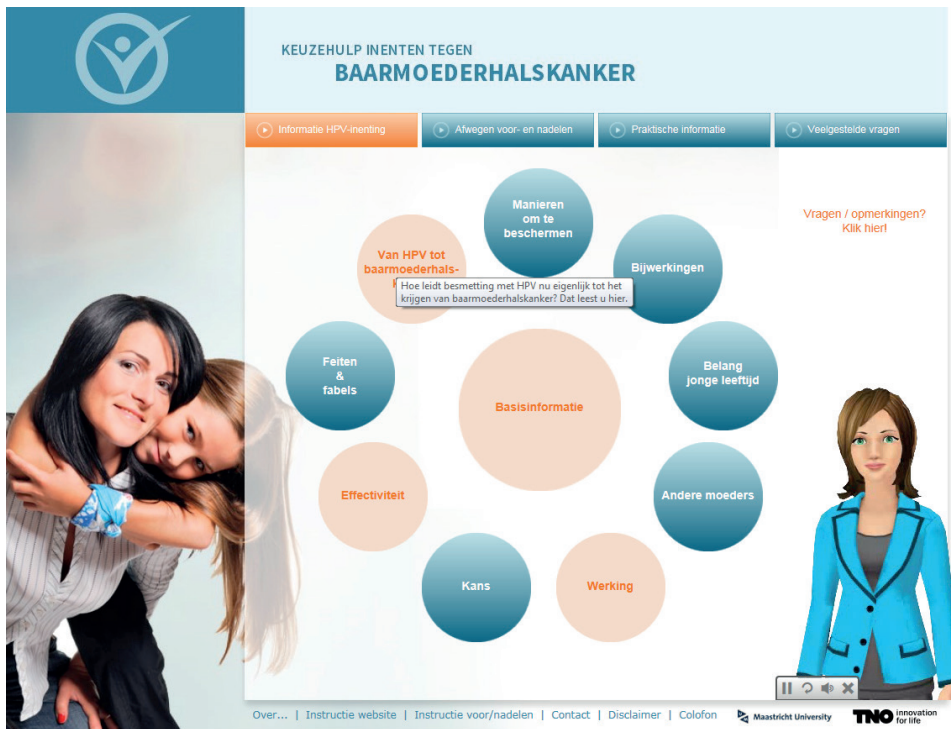 KEUZEHULP INENTEN TEGEN
BAARMOEDERHALSKANKER
Informatie HPV-inenting
Afwegen voor- en nadelen
Praktische informatie
Veelgestelde vragen
Manieren
om te
beschermen
Vragen / opmerkingen?
Klik hier!
Van HPV tot
baarmoederhals-
Hoe leidt besmetting met HPV nu eigenlijk tot het
krijgen van baarmoederhalskanker? Dat leest u hier.
Bijwerkingen
Feiten
&
fabels
Belang
jonge leeftijd
Basisinformatie
Effectiviteit
Andere moeders
Kans
Werking
Over... | Instructie website | Instructie voor/nadelen | Contact | Disclaimer | Colofon
Maastricht University
TNO innovation
for life